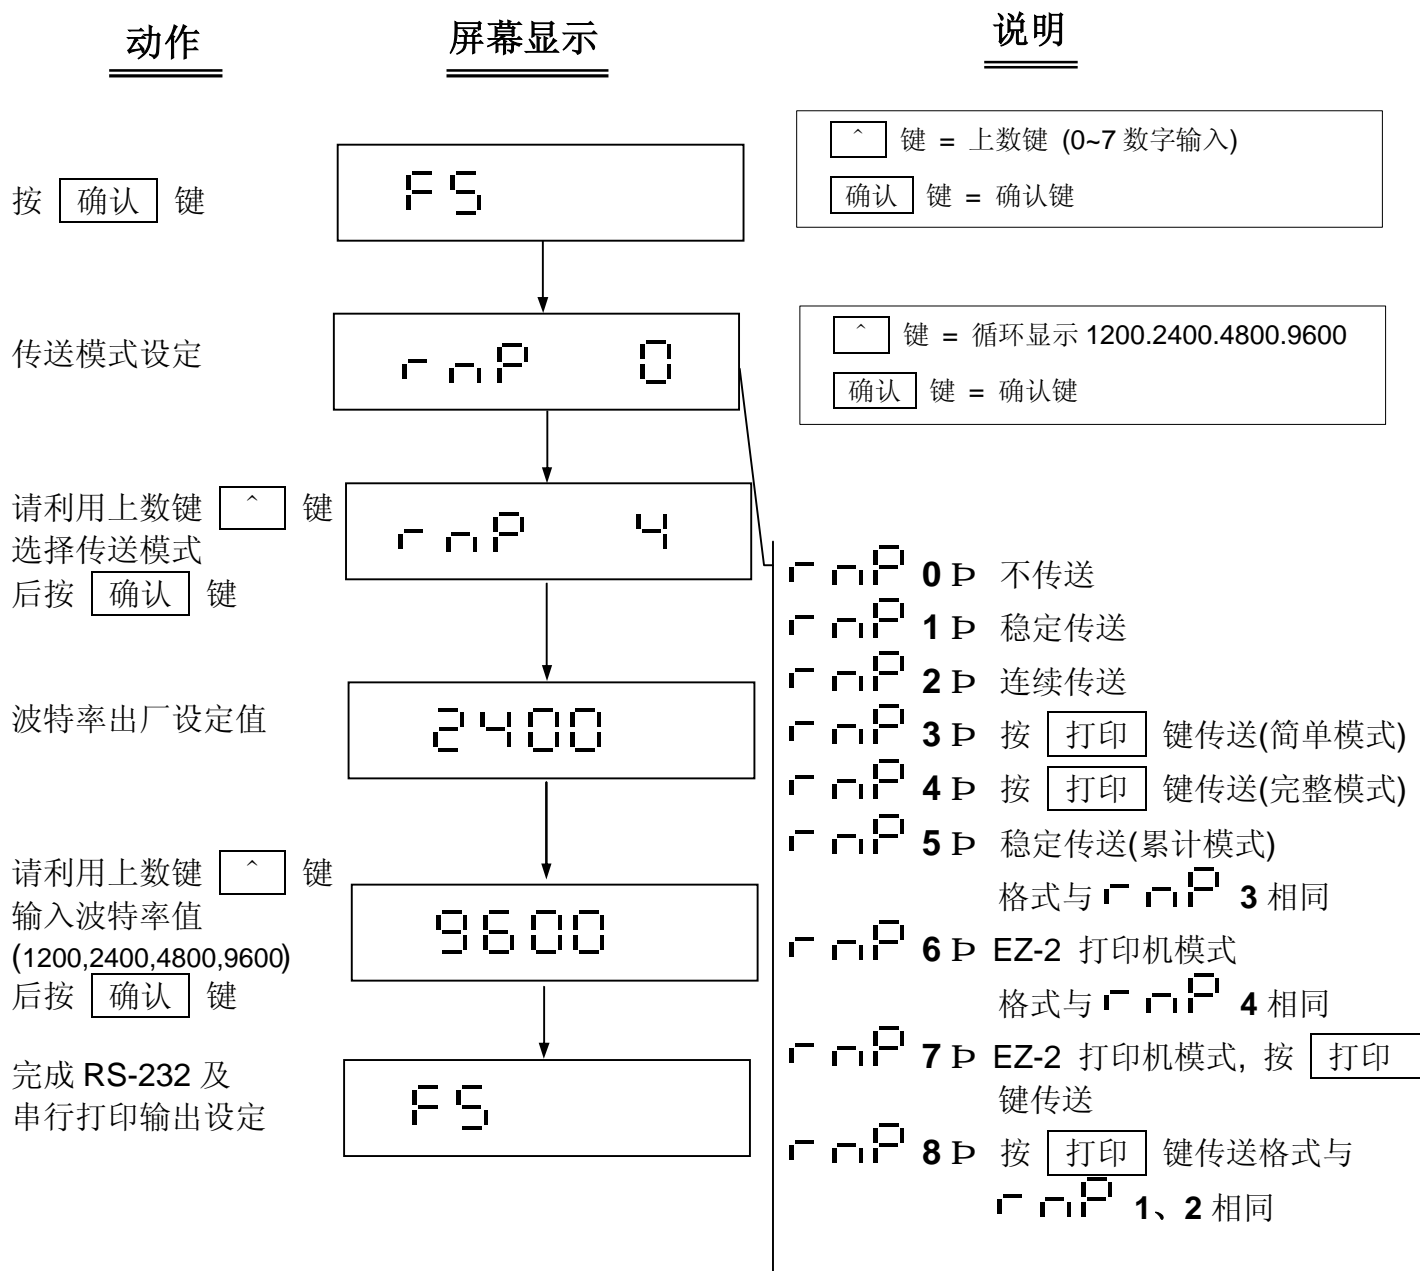 动作
屏幕显示
说明
^ 键 = 上数键 (0~7 数字输入)
确认 键 = 确认键
按 确认 键
FS
传送模式设定
rnP 0
^ 键 = 循环显示 1200.2400.4800.9600
确认 键 = 确认键
请利用上数键 ^ 键
选择传送模式
后按 确认 键
rnP 4
波特率出厂设定值
2400
请利用上数键 ^ 键
输入波特率值
(1200,2400,4800,9600)
后按 确认 键
9600
完成 RS-232 及
串行打印输出设定
FS
rnP 0 Þ 不传送
rnP 1 Þ 稳定传送
rnP 2 Þ 连续传送
rnP 3 Þ 按 打印 键传送(简单模式)
rnP 4 Þ 按 打印 键传送(完整模式)
rnP 5 Þ 稳定传送(累计模式)
格式与 rnP 3 相同
rnP 6 Þ EZ-2 打印机模式
格式与 rnP 4 相同
rnP 7 Þ EZ-2 打印机模式, 按 打印
键传送
rnP 8 Þ 按 打印 键传送格式与
rnP 1、2 相同